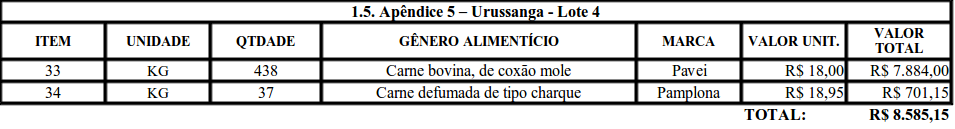 1.5. Apêndice 5 – Urussanga - Lote 4
ITEM UNIDADE QTDADE GÊNERO ALIMENTÍCIO MARCA VALOR UNIT. VALOR TOTAL
33 KG 438 Carne bovina, de coxão mole Pavei R$ 18,00 R$ 7.884,00
34 KG 37 Carne defumada de tipo charque Pamplona R$ 18,95 R$ 701,15
TOTAL: R$ 8.585,15